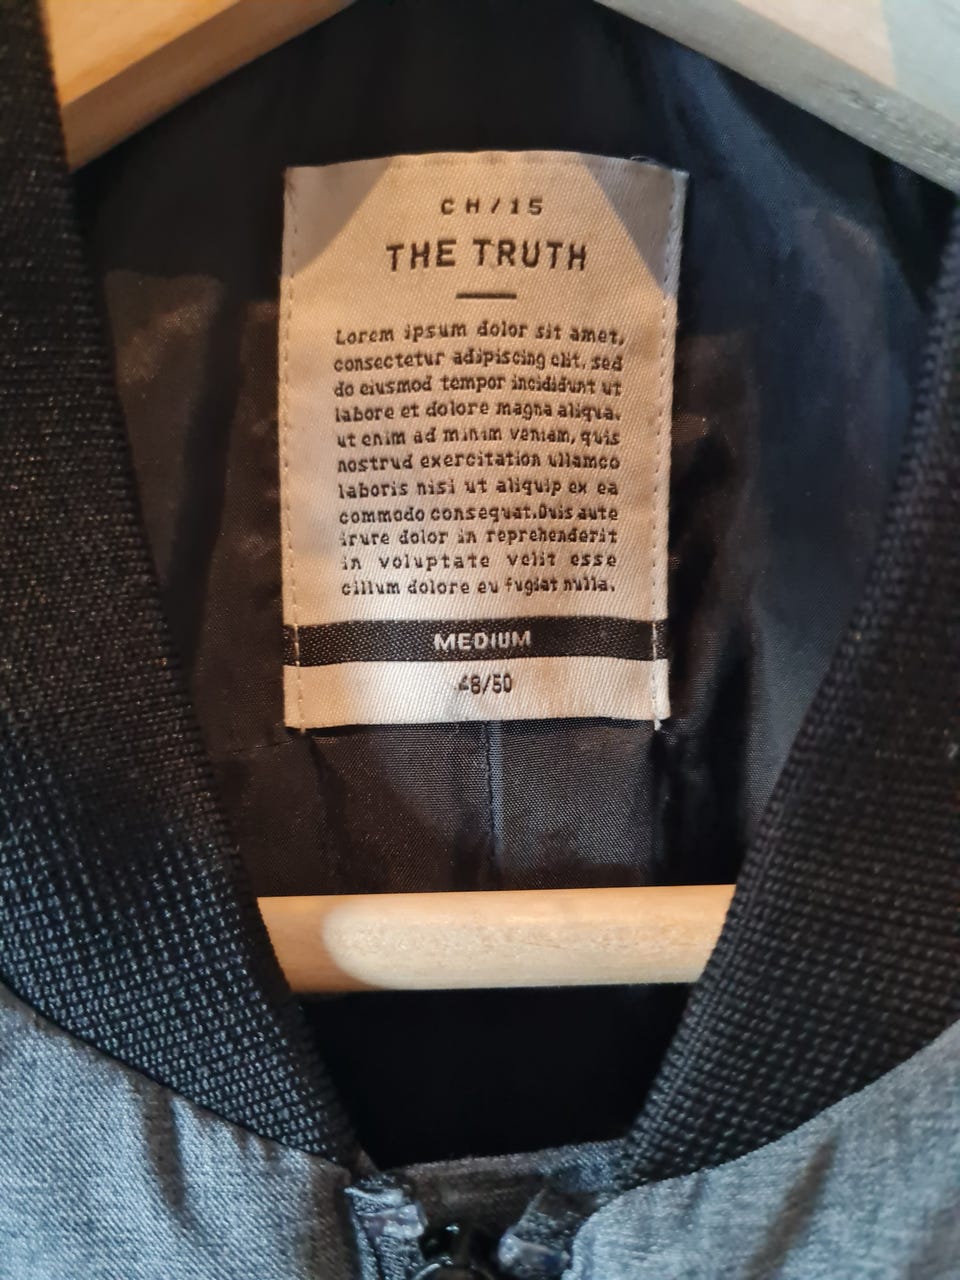 CH/15
THE TRUTH
Lorem ipsum dolor sit amet,
consectetur adipiscing elit, sed
do eiusmod tempor incididunt ut
labore et dolore magna aliqua.
ut enim ad minim veniam, quis
nostrud exercitation ullamco
laboris nisi ut aliquip ex ea
commodo consequat.Duis aute
irure dolor in reprehenderit
in voluptate velit esse
cillum dolore eu fugiat nulla.
MEDIUM
48/50